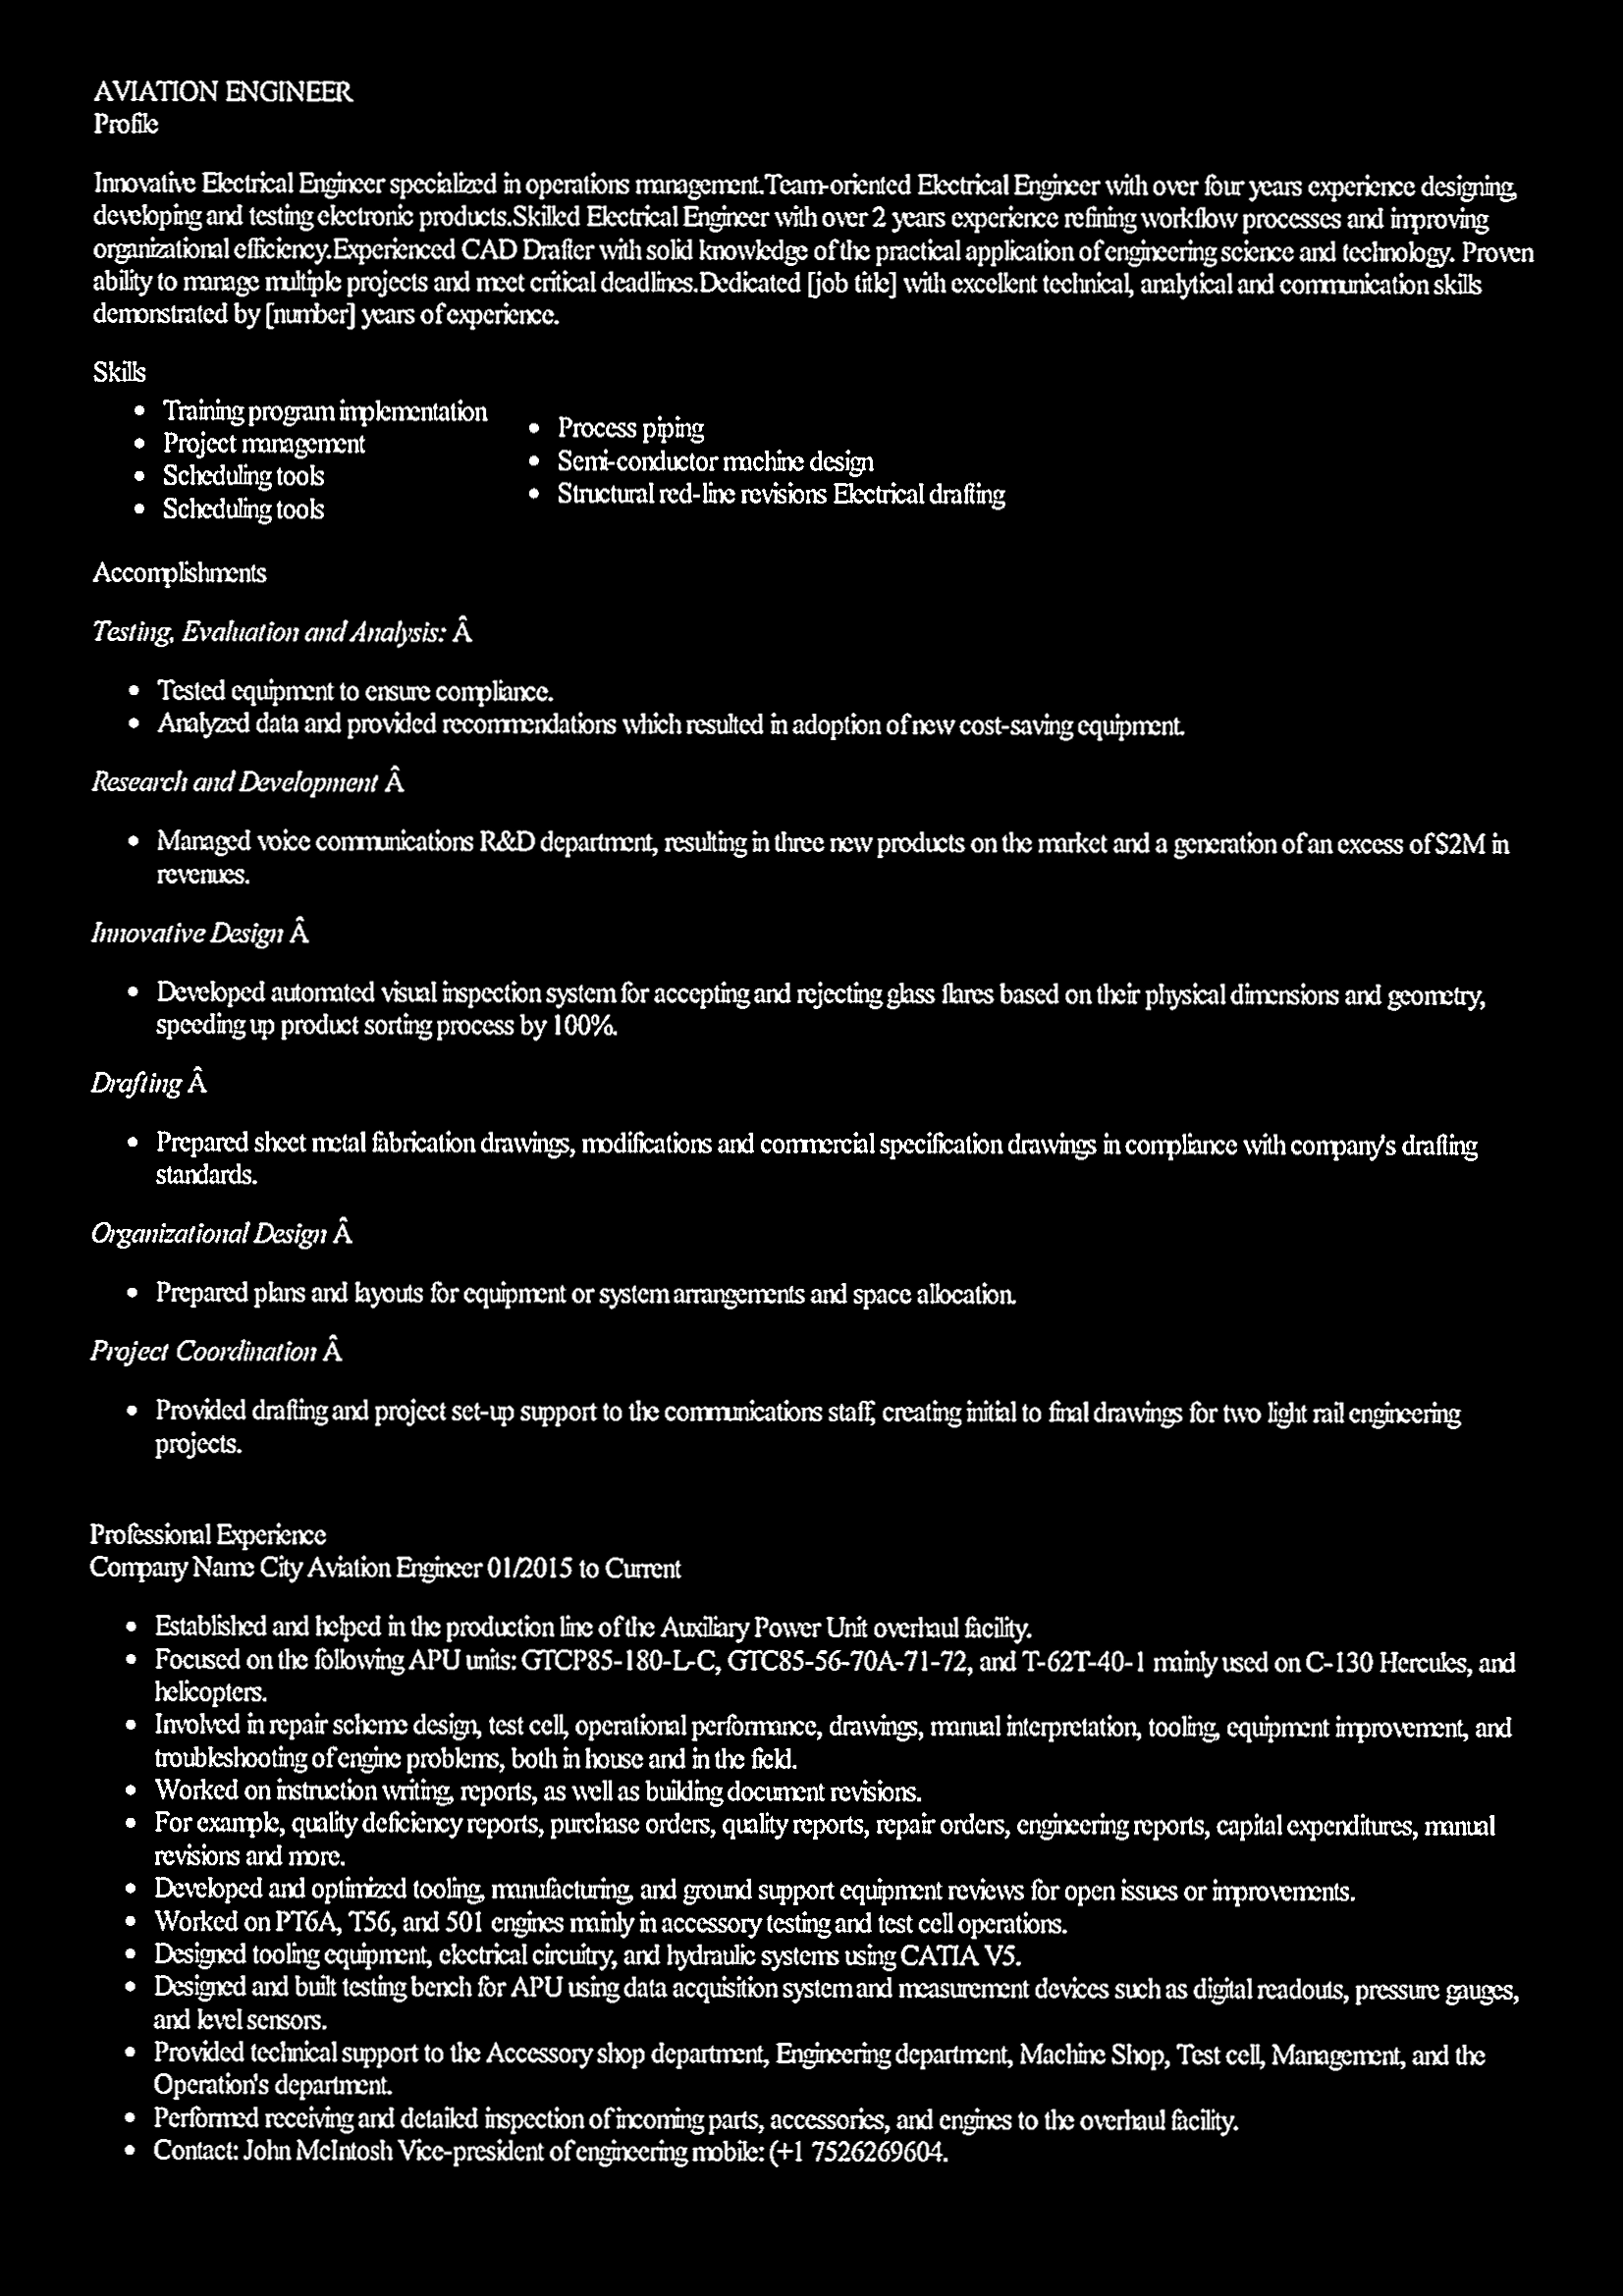 AVIATION ENGINEER
Profile
Innovative Electrical Engineer specialized in operations management.Team-oriented Electrical Engineer with over four years experience designing,
developing and testing electronic products.Skilled Electrical Engineer with over 2 years experience refining workflow processes and improving
organizational efficiency.Experienced CAD Drafter with solid knowledge of the practical application of engineering science and technology. Proven
ability to manage multiple projects and meet critical deadlines.Dedicated [job title] with excellent technical, analytical and communication skills
demonstrated by [number] years of experience.
Skills
• Training program implementation
• Project management
• Scheduling tools
• Scheduling tools
• Process piping
• Semi-conductor machine design
• Structural red-line revisions Electrical drafting
Accomplishments
Testing, Evaluation and Analysis: Â
• Tested equipment to ensure compliance.
• Analyzed data and provided recommendations which resulted in adoption of new cost-saving equipment.
Research and Development Â
• Managed voice communications R&D department, resulting in three new products on the market and a generation of an excess of $2M in
revenues.
Innovative Design Â
• Developed automated visual inspection system for accepting and rejecting glass flares based on their physical dimensions and geometry,
speeding up product sorting process by 100%.
Drafting Â
• Prepared sheet metal fabrication drawings, modifications and commercial specification drawings in compliance with company's drafting
standards.
Organizational Design Â
• Prepared plans and layouts for equipment or system arrangements and space allocation.
Project Coordination Â
• Provided drafting and project set-up support to the communications staff, creating initial to final drawings for two light rail engineering
projects.
Professional Experience
Company Name City Aviation Engineer 01/2015 to Current
• Established and helped in the production line of the Auxiliary Power Unit overhaul facility.
• Focused on the following APU units: GTCP85-180-L-C, GTC85-56-70A-71-72, and T-62T-40-1 mainly used on C-130 Hercules, and
helicopters.
• Involved in repair scheme design, test cell, operational performance, drawings, manual interpretation, tooling, equipment improvement, and
troubleshooting of engine problems, both in house and in the field.
• Worked on instruction writing, reports, as well as building document revisions.
• For example, quality deficiency reports, purchase orders, quality reports, repair orders, engineering reports, capital expenditures, manual
revisions and more.
• Developed and optimized tooling, manufacturing, and ground support equipment reviews for open issues or improvements.
• Worked on PT6A, T56, and 501 engines mainly in accessory testing and test cell operations.
• Designed tooling equipment, electrical circuitry, and hydraulic systems using CATIA V5.
• Designed and built testing bench for APU using data acquisition system and measurement devices such as digital readouts, pressure gauges,
and level sensors.
• Provided technical support to the Accessory shop department, Engineering department, Machine Shop, Test cell, Management, and the
Operation's department.
• Performed receiving and detailed inspection of incoming parts, accessories, and engines to the overhaul facility.
• Contact: John McIntosh Vice-president of engineering mobile: (+1 7526269604.